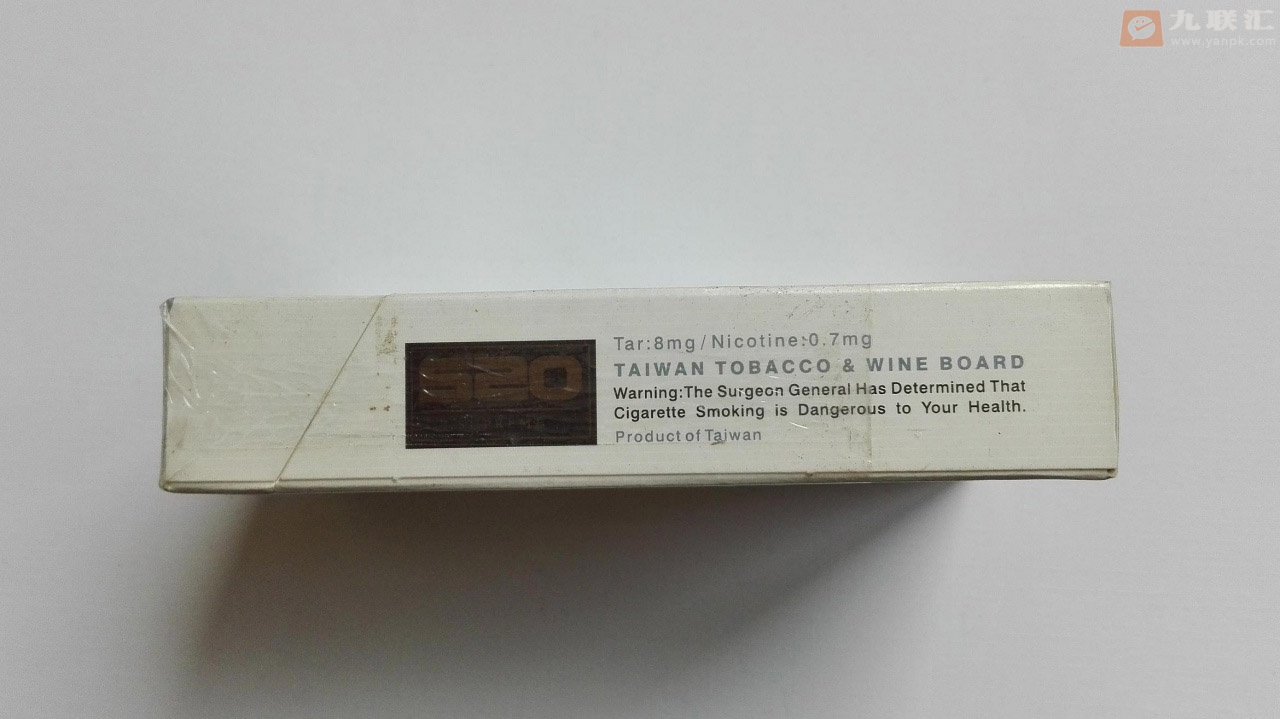 九联汇
www.yanpk.com
520
Tar:8mg/Nicotine:0.7mg
TAIWAN TOBACCO & WINE BOARD
Warning:The Surgeon General Has Determined That
Cigarette Smoking is Dangerous to Your Health.
Product of Taiwan